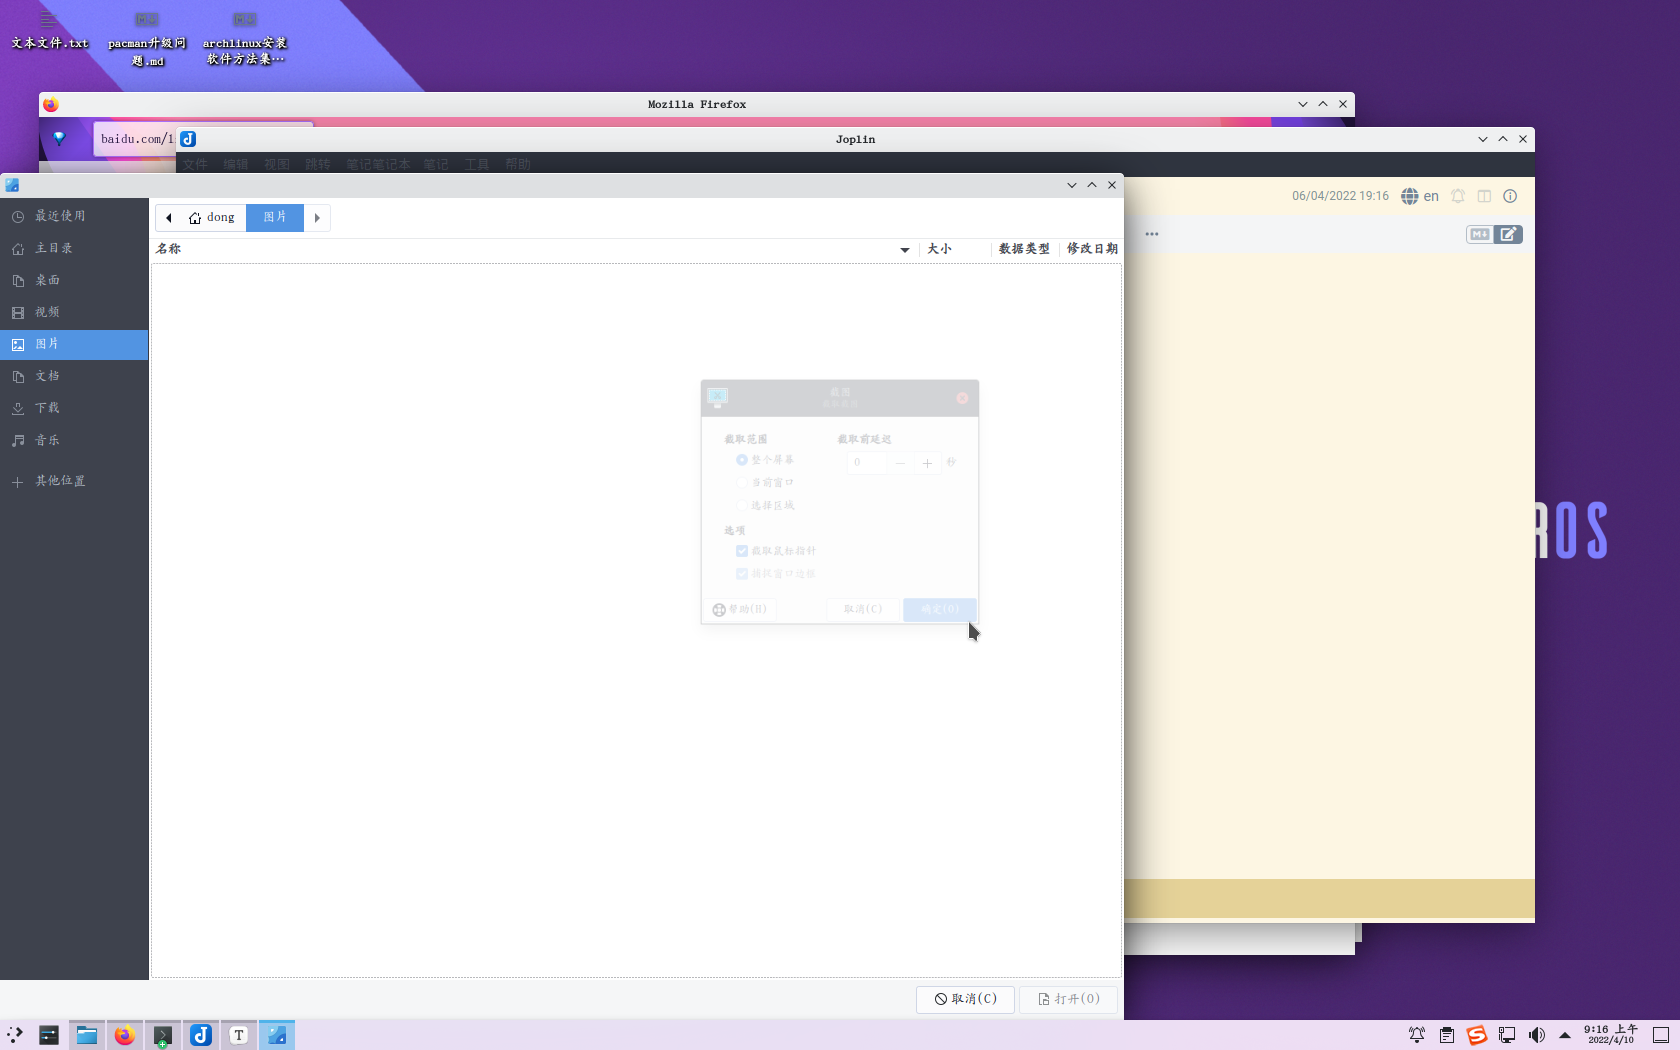 文本文件.txt
pacman升级问
题.md
archlinux安装
软件方法集…
Mozilla Firefox
baidu.com/1
Joplin
文件 编辑 视图 跳转 笔记笔记本 笔记 工具 帮助
06/04/2022 19:16 en
dong 图片
名称 大小 数据类型 修改日期
最近使用
主目录
桌面
视频
图片
文档
下载
音乐
其他位置
截图
截取范围 截取前延迟
整个屏幕 0 秒
当前窗口
选择区域
选项
截取鼠标指针
捕获窗口边框
帮助(H) 取消(C) 确定(O)
ROS
取消(C) 打开(O)
9:16 上午
2022/4/10